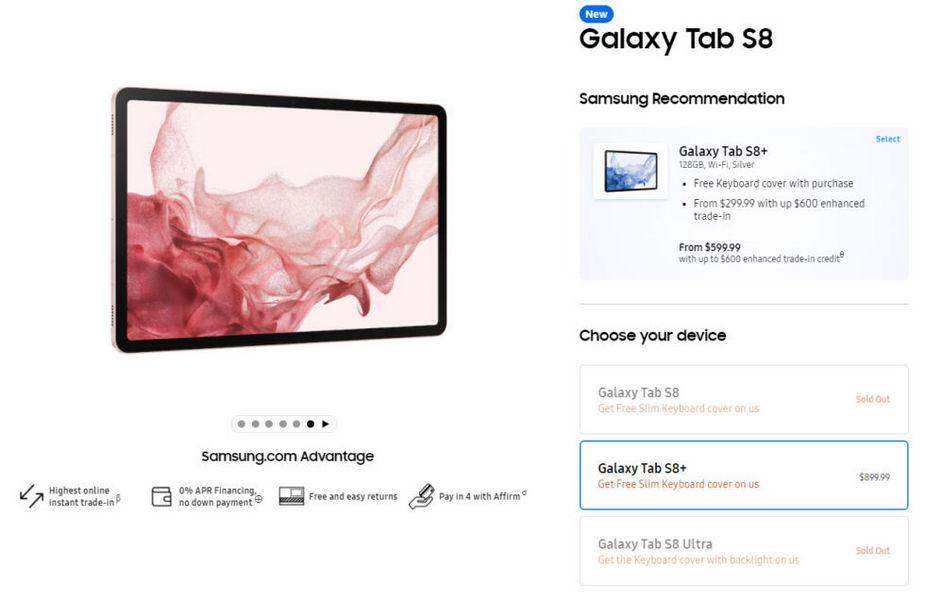 New
Galaxy Tab S8
Samsung Recommendation
Select
Galaxy Tab S8+
128GB, Wi-Fi, Silver
• Free Keyboard cover with purchase
• From $299.99 with up $600 enhanced
trade-in
From $599.99
with up to $600 enhanced trade-in credit⁠θ
Choose your device
Galaxy Tab S8
Get Free Slim Keyboard cover on us
Sold Out
Galaxy Tab S8+
Get Free Slim Keyboard cover on us
$899.99
Galaxy Tab S8 Ultra
Get the Keyboard cover with backlight on us
Sold Out
Samsung.com Advantage
Highest online
instant trade-in β
0% APR Financing,
no down payment ⊕
Free and easy returns
Pay in 4 with Affirm σ